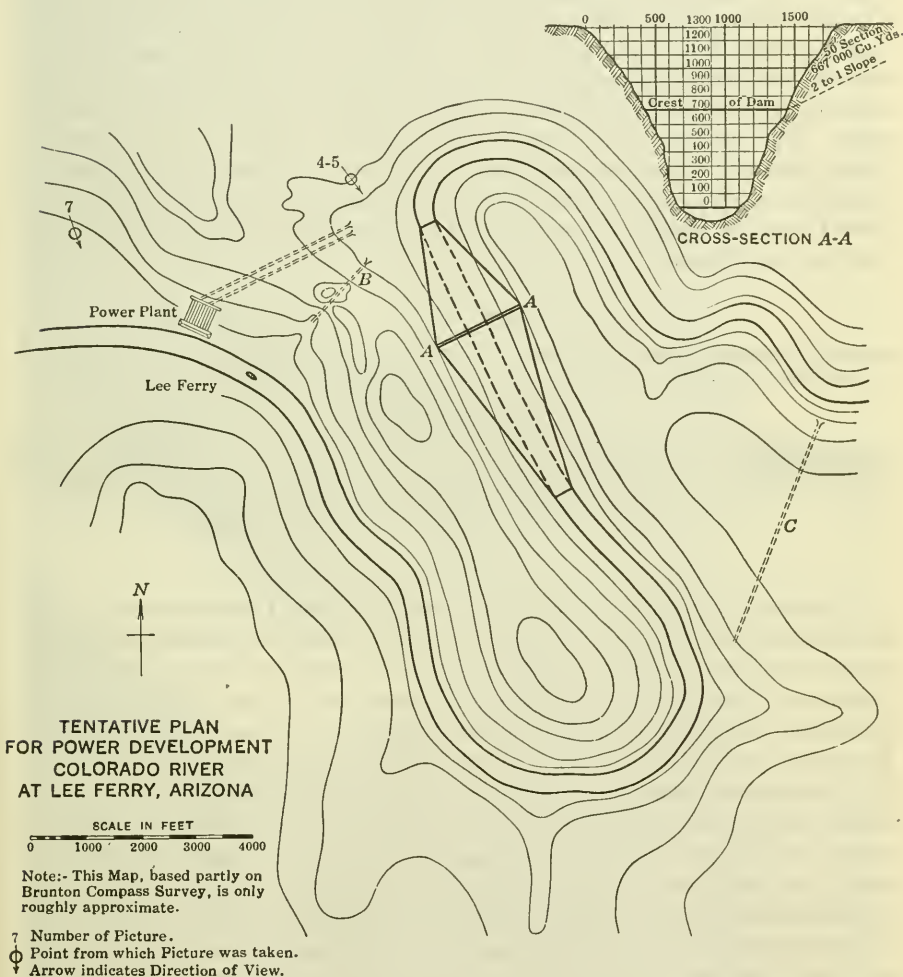 0 500 1300 1000 1500
1200
1100
1000
900
800
Crest 700 of Dam
600
500
400
300
200
100
0
50 Section
667 000 Cu. Yds.
2 to 1 Slope
CROSS-SECTION A-A
4-5
7
B
Power Plant
A
A
Lee Ferry
C
N
TENTATIVE PLAN
FOR POWER DEVELOPMENT
COLORADO RIVER
AT LEE FERRY, ARIZONA
SCALE IN FEET
0 1000 2000 3000 4000
Note:- This Map, based partly on
Brunton Compass Survey, is only
roughly approximate.
7 Number of Picture.
Point from which Picture was taken.
Arrow indicates Direction of View.